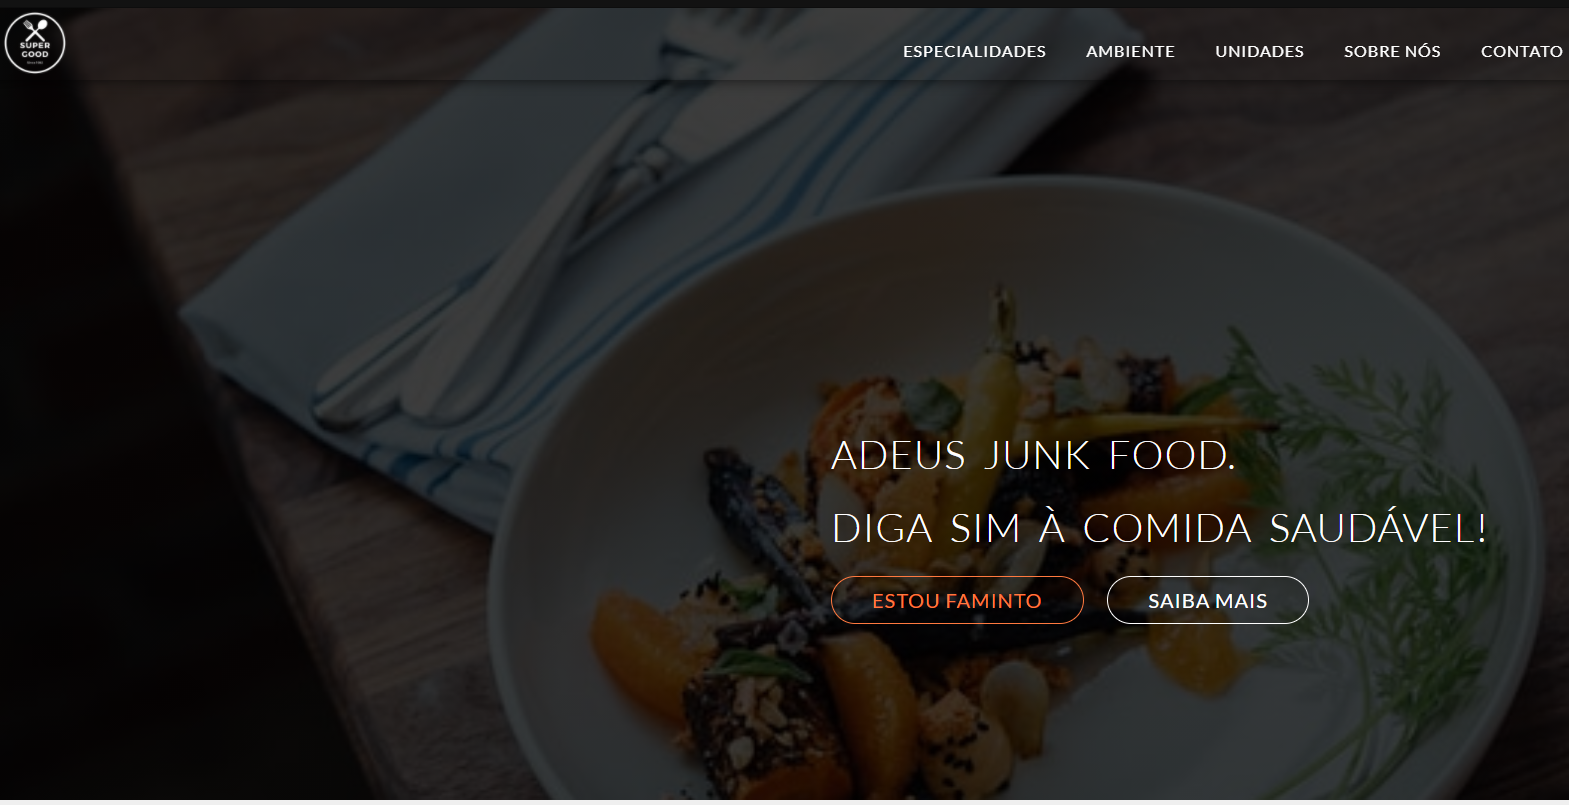 SUPER
GOOD
ESPECIALIDADES AMBIENTE UNIDADES SOBRE NÓS CONTATO
ADEUS JUNK FOOD.
DIGA SIM À COMIDA SAUDÁVEL!
ESTOU FAMINTO SAIBA MAIS